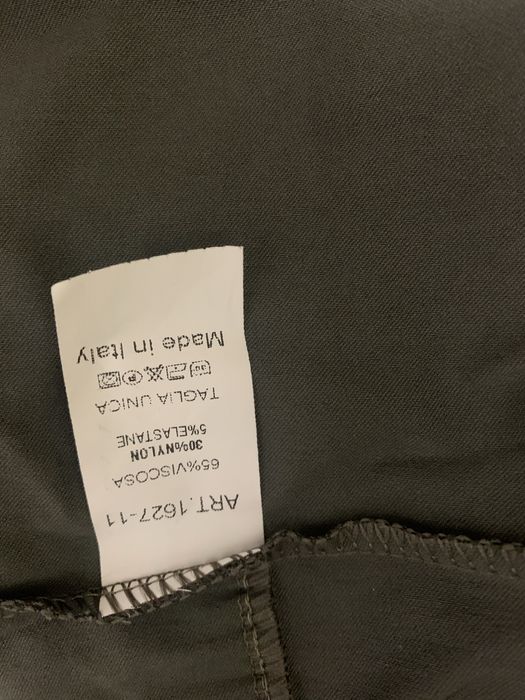 ART.1627-11
65%VISCOSA
30%NYLON
5%ELASTANE
TAGLIA UNICA
Made in Italy